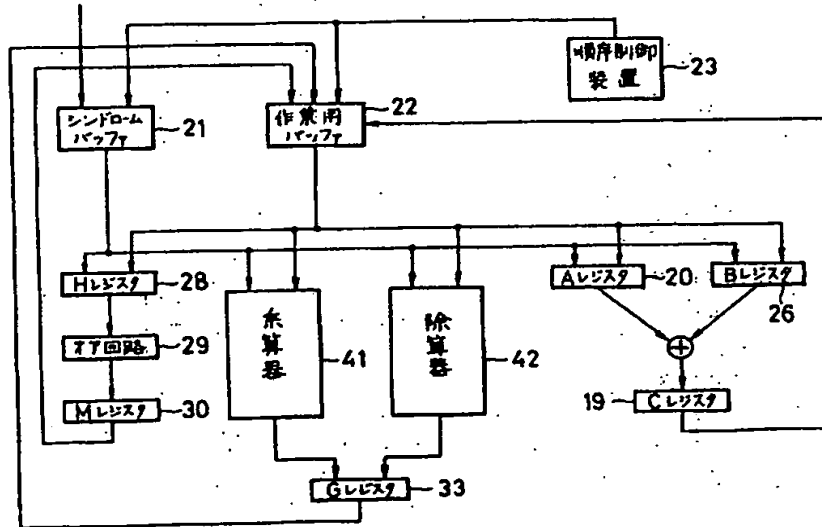 順序制御
装置
23
シンドローム
バッファ
21
作業用
バッファ
22
Hレジスタ
28
Aレジスタ
20
Bレジスタ
26
オア回路
29
乗算器
41
除算器
42
Mレジスタ
30
19
Cレジスタ
Gレジスタ
33